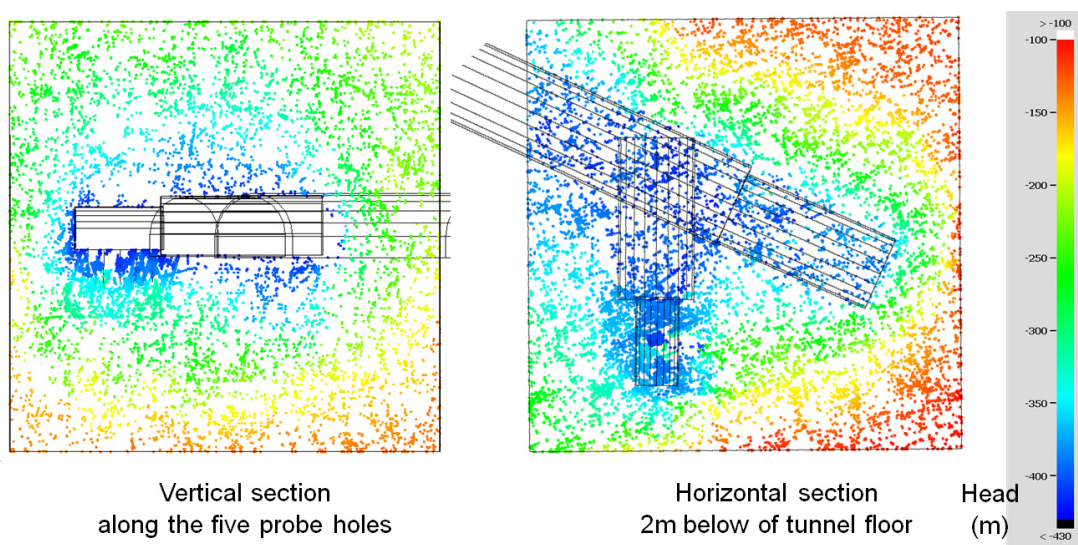 > -100
-100
-150
-200
-250
-300
-350
-400
< -430
Vertical section
along the five probe holes
Horizontal section
2m below of tunnel floor
Head
(m)